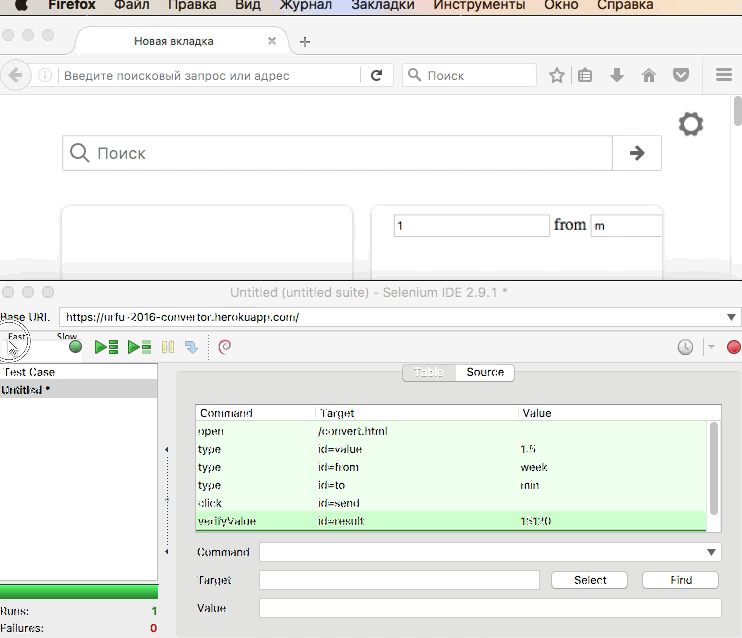 Firefox Файл Правка Вид Журнал Закладки Инструменты Окно Справка
Новая вкладка
Введите поисковый запрос или адрес
Поиск
Поиск
1 from m
Untitled (untitled suite) - Selenium IDE 2.9.1 *
Base URL https://urfu-2016-convertor.herokuapp.com/
Fast Slow
Test Case
Table Source
Untitled *
Command Target Value
open /convert.html
type id=value 1.5
type id=from week
type id=to min
click id=send
verifyValue id=result 15120
Command
Target Select Find
Value
Runs: 1
Failures: 0